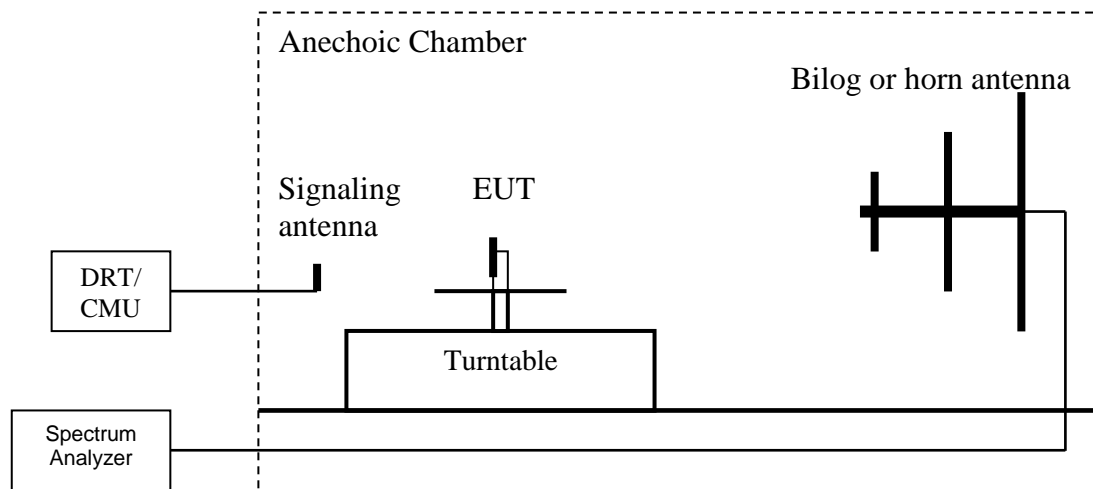 Anechoic Chamber
Bilog or horn antenna
Signaling
antenna
EUT
DRT/
CMU
Turntable
Spectrum
Analyzer